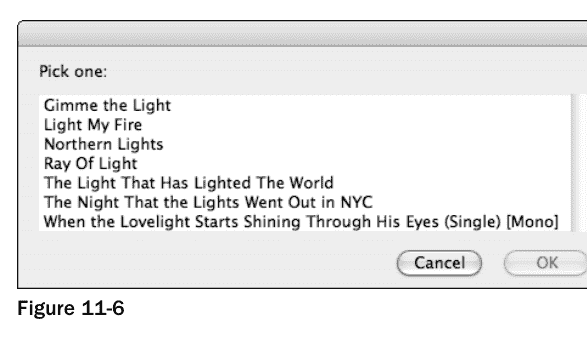 Pick one:
Gimme the Light
Light My Fire
Northern Lights
Ray Of Light
The Light That Has Lighted The World
The Night That the Lights Went Out in NYC
When the Lovelight Starts Shining Through His Eyes (Single) [Mono]
Cancel OK
Figure 11-6